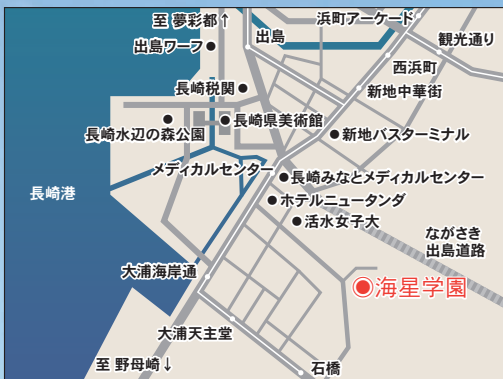 至 夢彩都↑
浜町アーケード
出島
出島ワーフ
観光通り
西浜町
長崎税関
新地中華街
長崎県美術館
長崎水辺の森公園
新地バスターミナル
メディカルセンター
長崎みなとメディカルセンター
長崎港
ホテルニュータンダ
活水女子大
ながさき
出島道路
大浦海岸通
海星学園
大浦天主堂
至 野母崎↓
石橋